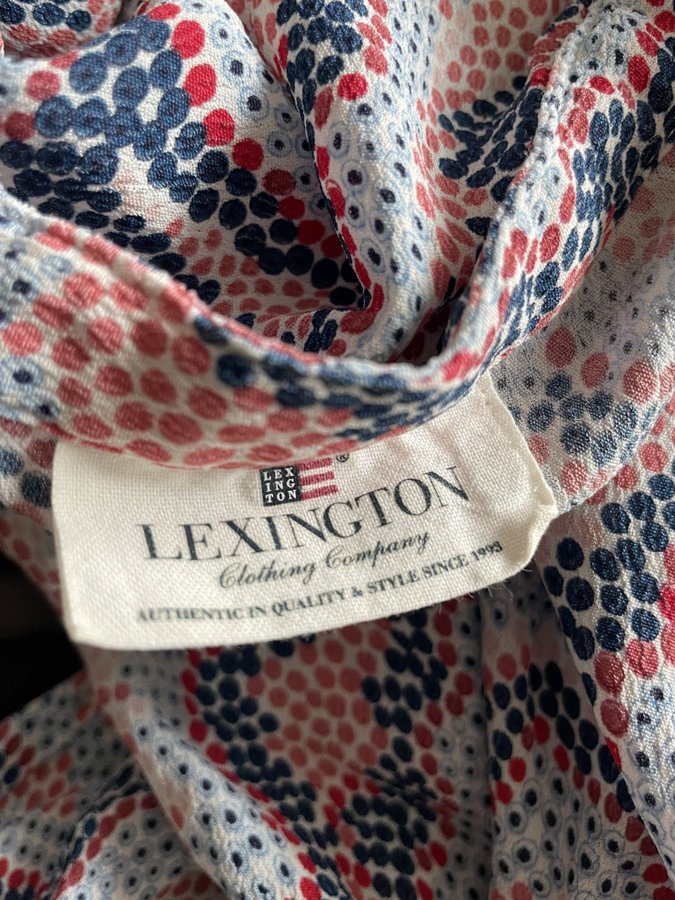 LEX
ING
TON
®
LEXINGTON
Clothing Company
AUTHENTIC IN QUALITY & STYLE SINCE 1993